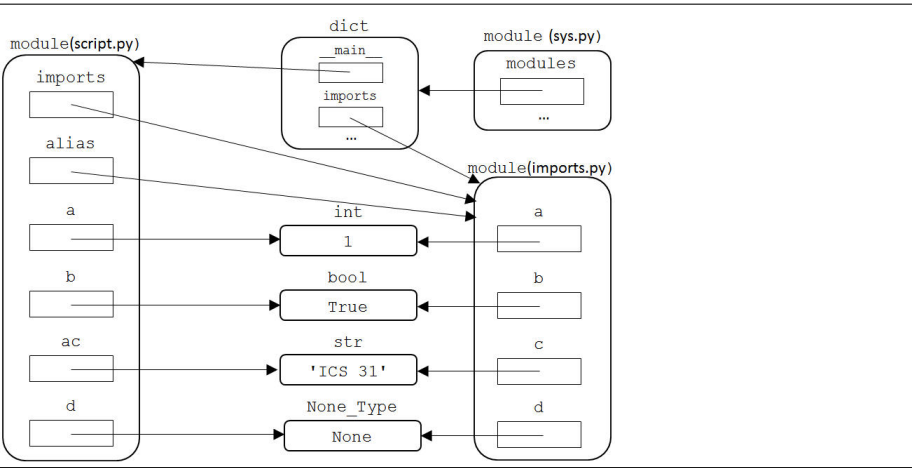 dict
module(script.py)
module (sys.py)
__main__
modules
imports
imports
...
...
alias
module(imports.py)
a
int
a
1
b
bool
b
True
ac
str
c
'ICS 31'
d
None_Type
d
None